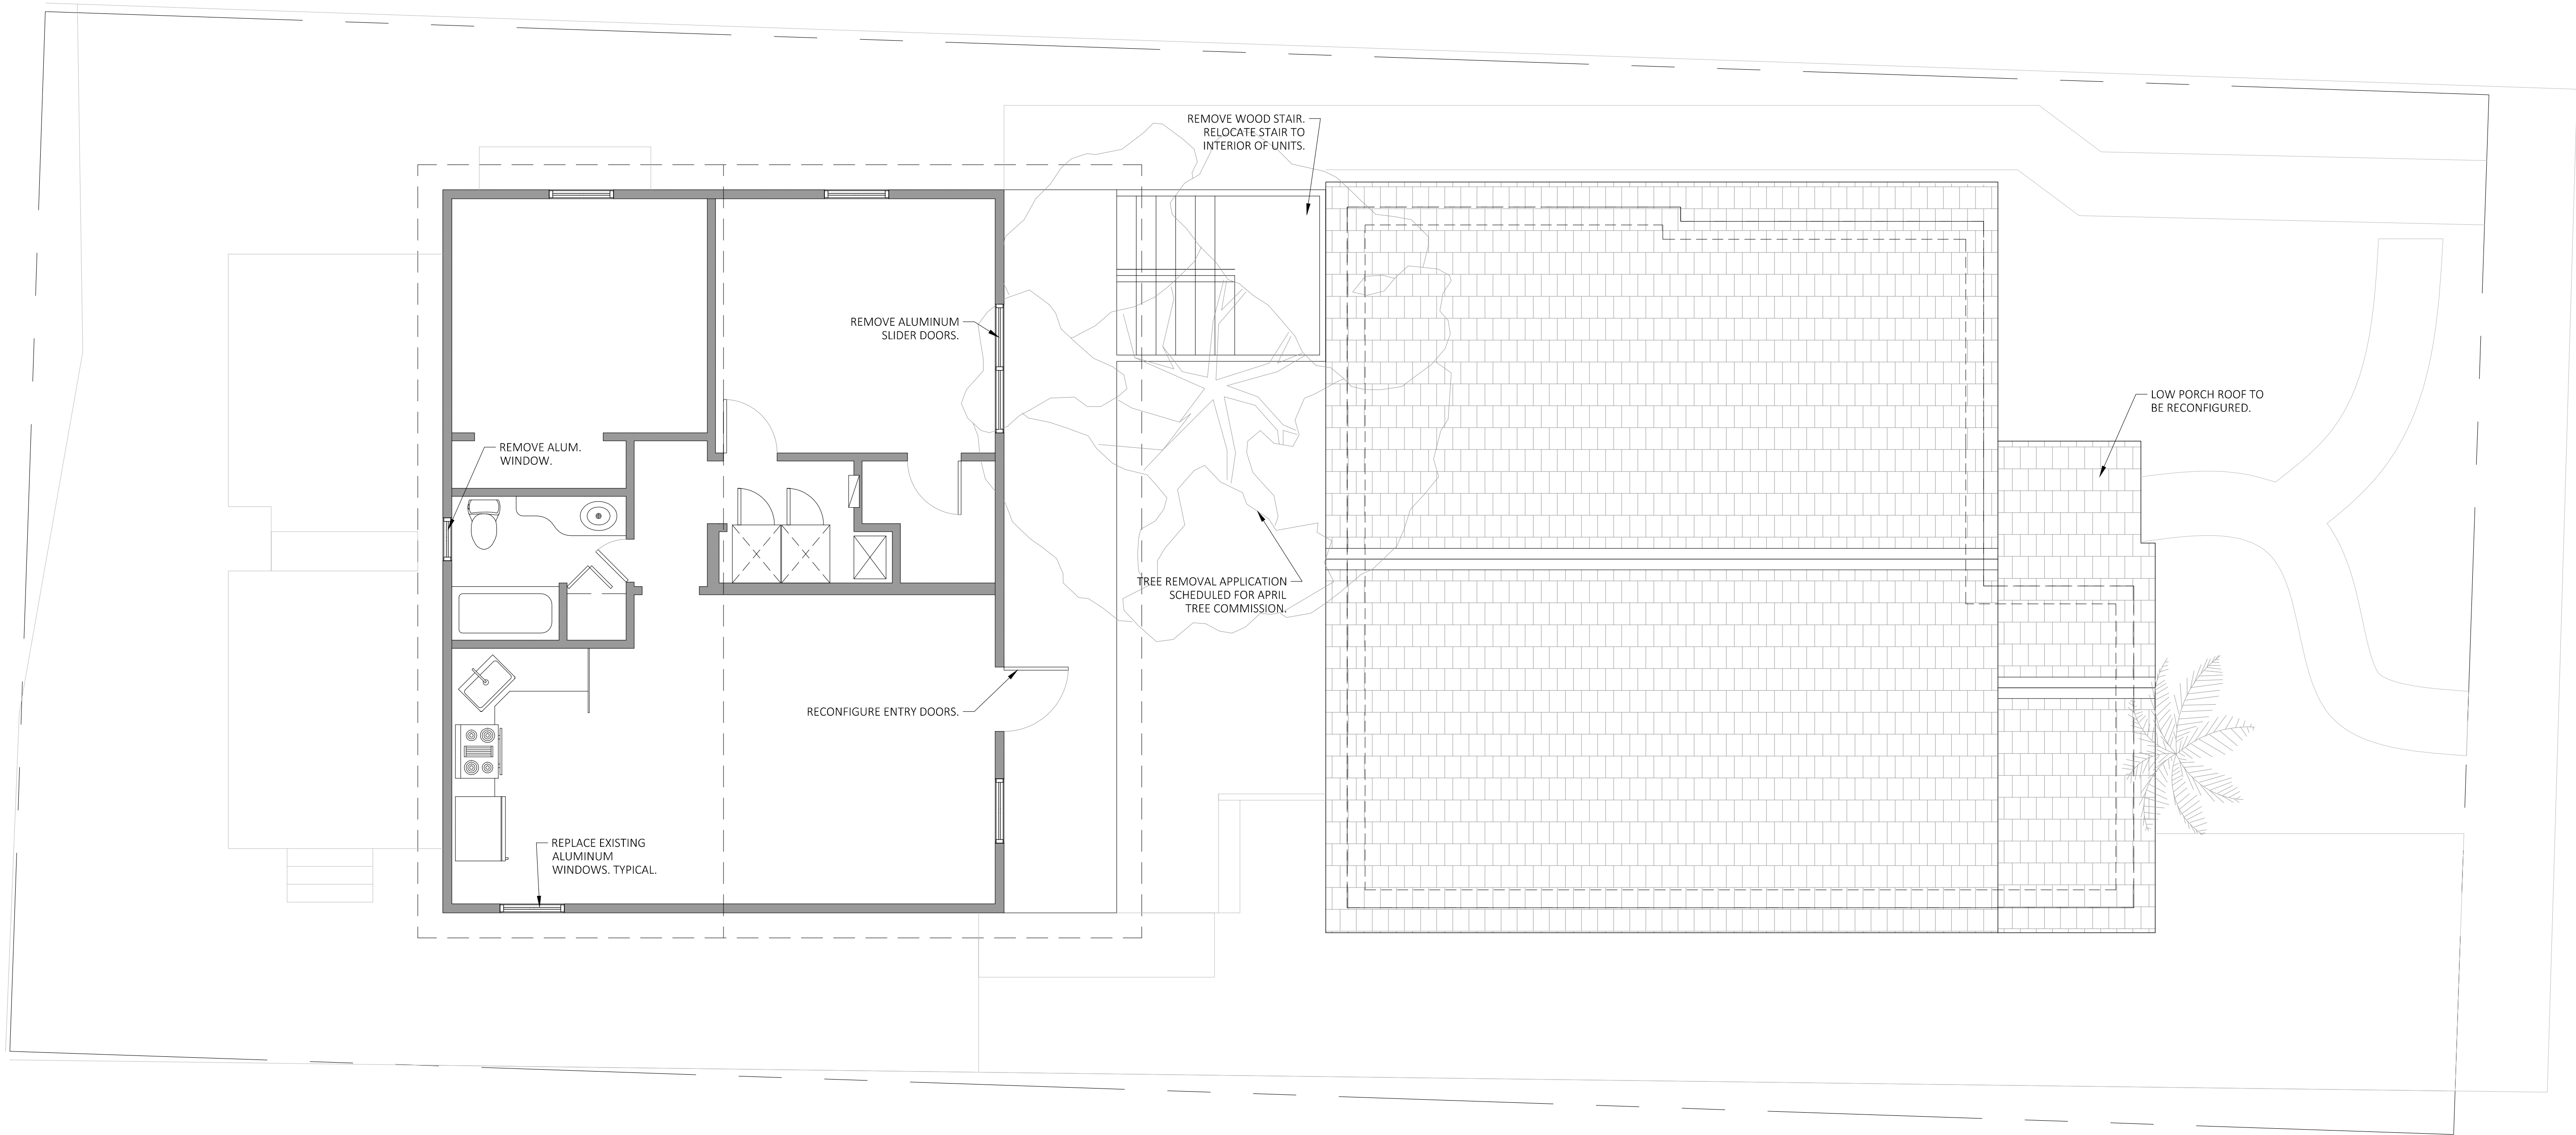 REMOVE WOOD STAIR.
RELOCATE STAIR TO
INTERIOR OF UNITS.
REMOVE ALUMINUM
SLIDER DOORS.
LOW PORCH ROOF TO
BE RECONFIGURED.
REMOVE ALUM.
WINDOW.
TREE REMOVAL APPLICATION
SCHEDULED FOR APRIL
TREE COMMISSION.
RECONFIGURE ENTRY DOORS.
REPLACE EXISTING
ALUMINUM
WINDOWS. TYPICAL.